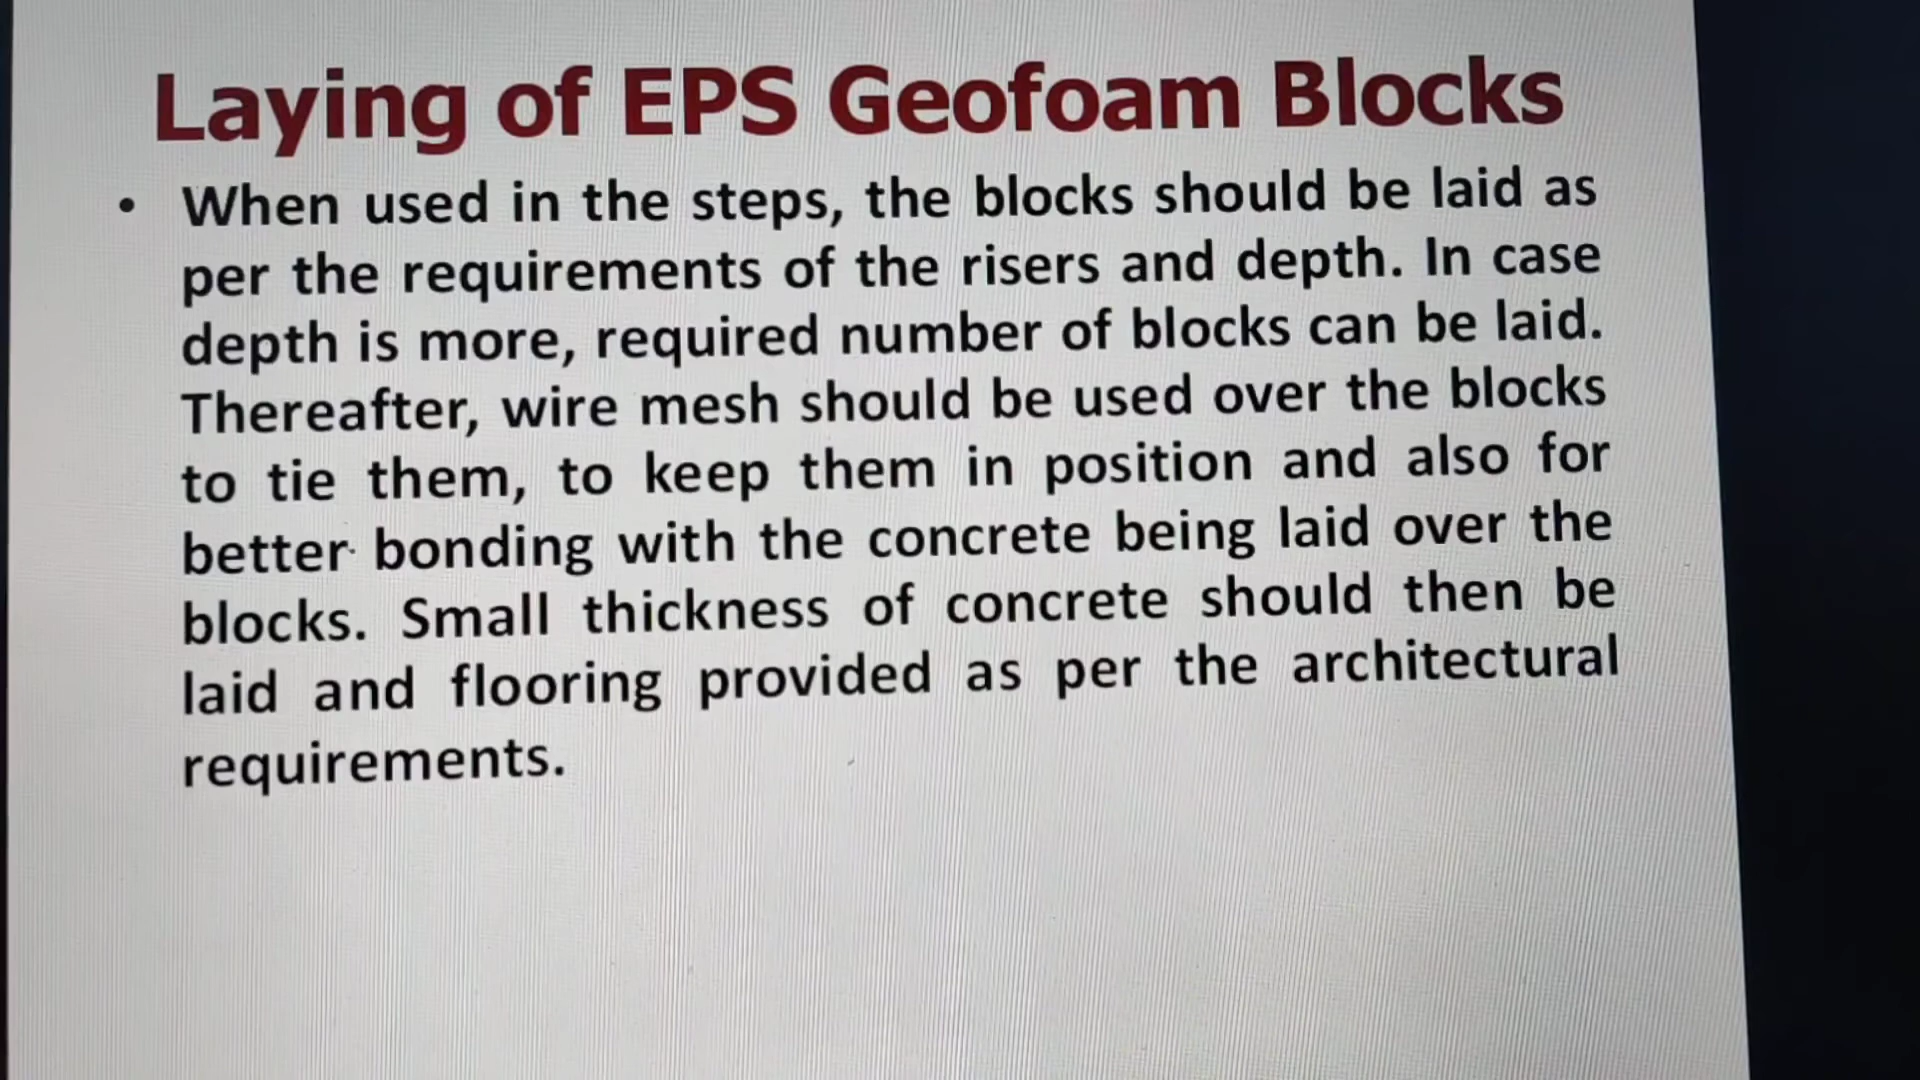 Laying of EPS Geofoam Blocks
• When used in the steps, the blocks should be laid as
per the requirements of the risers and depth. In case
depth is more, required number of blocks can be laid.
Thereafter, wire mesh should be used over the blocks
to tie them, to keep them in position and also for
better bonding with the concrete being laid over the
blocks. Small thickness of concrete should then be
laid and flooring provided as per the architectural
requirements.